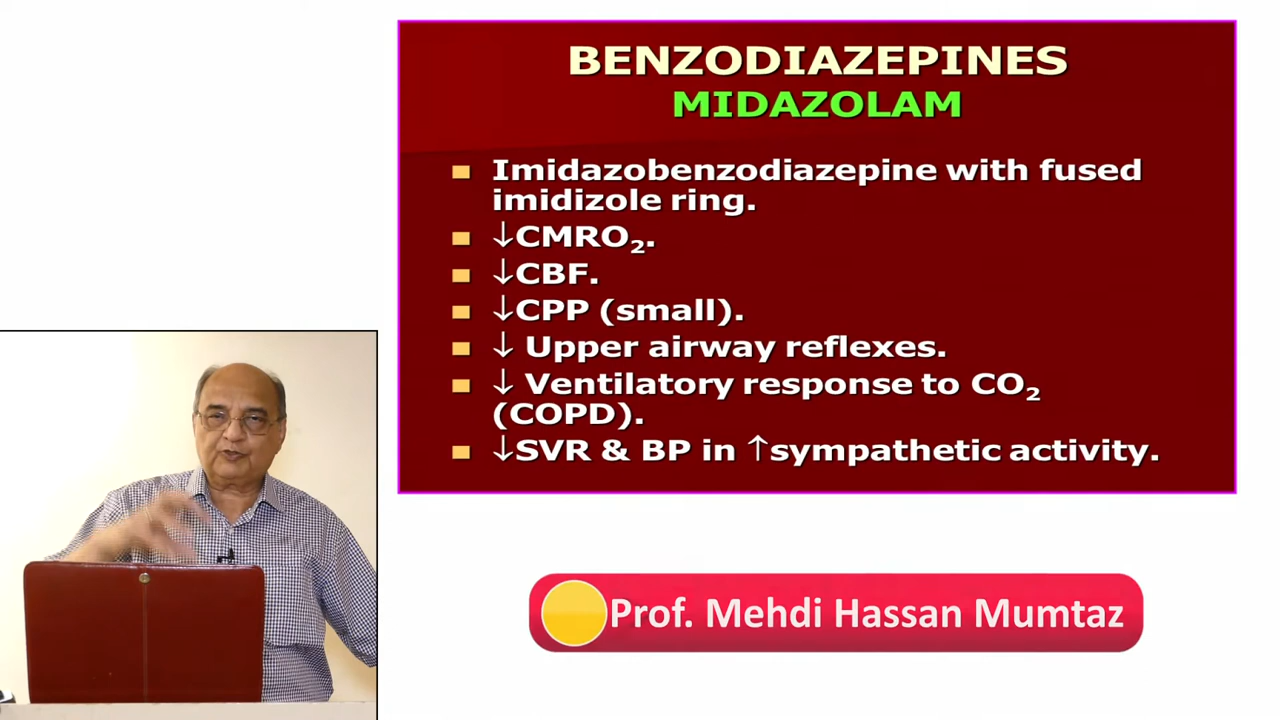 BENZODIAZEPINES
MIDAZOLAM
Imidazobenzodiazepine with fused
imidizole ring.
↓CMRO₂.
↓CBF.
↓CPP (small).
↓ Upper airway reflexes.
↓ Ventilatory response to CO₂
(COPD).
↓SVR & BP in ↑sympathetic activity.
Prof. Mehdi Hassan Mumtaz